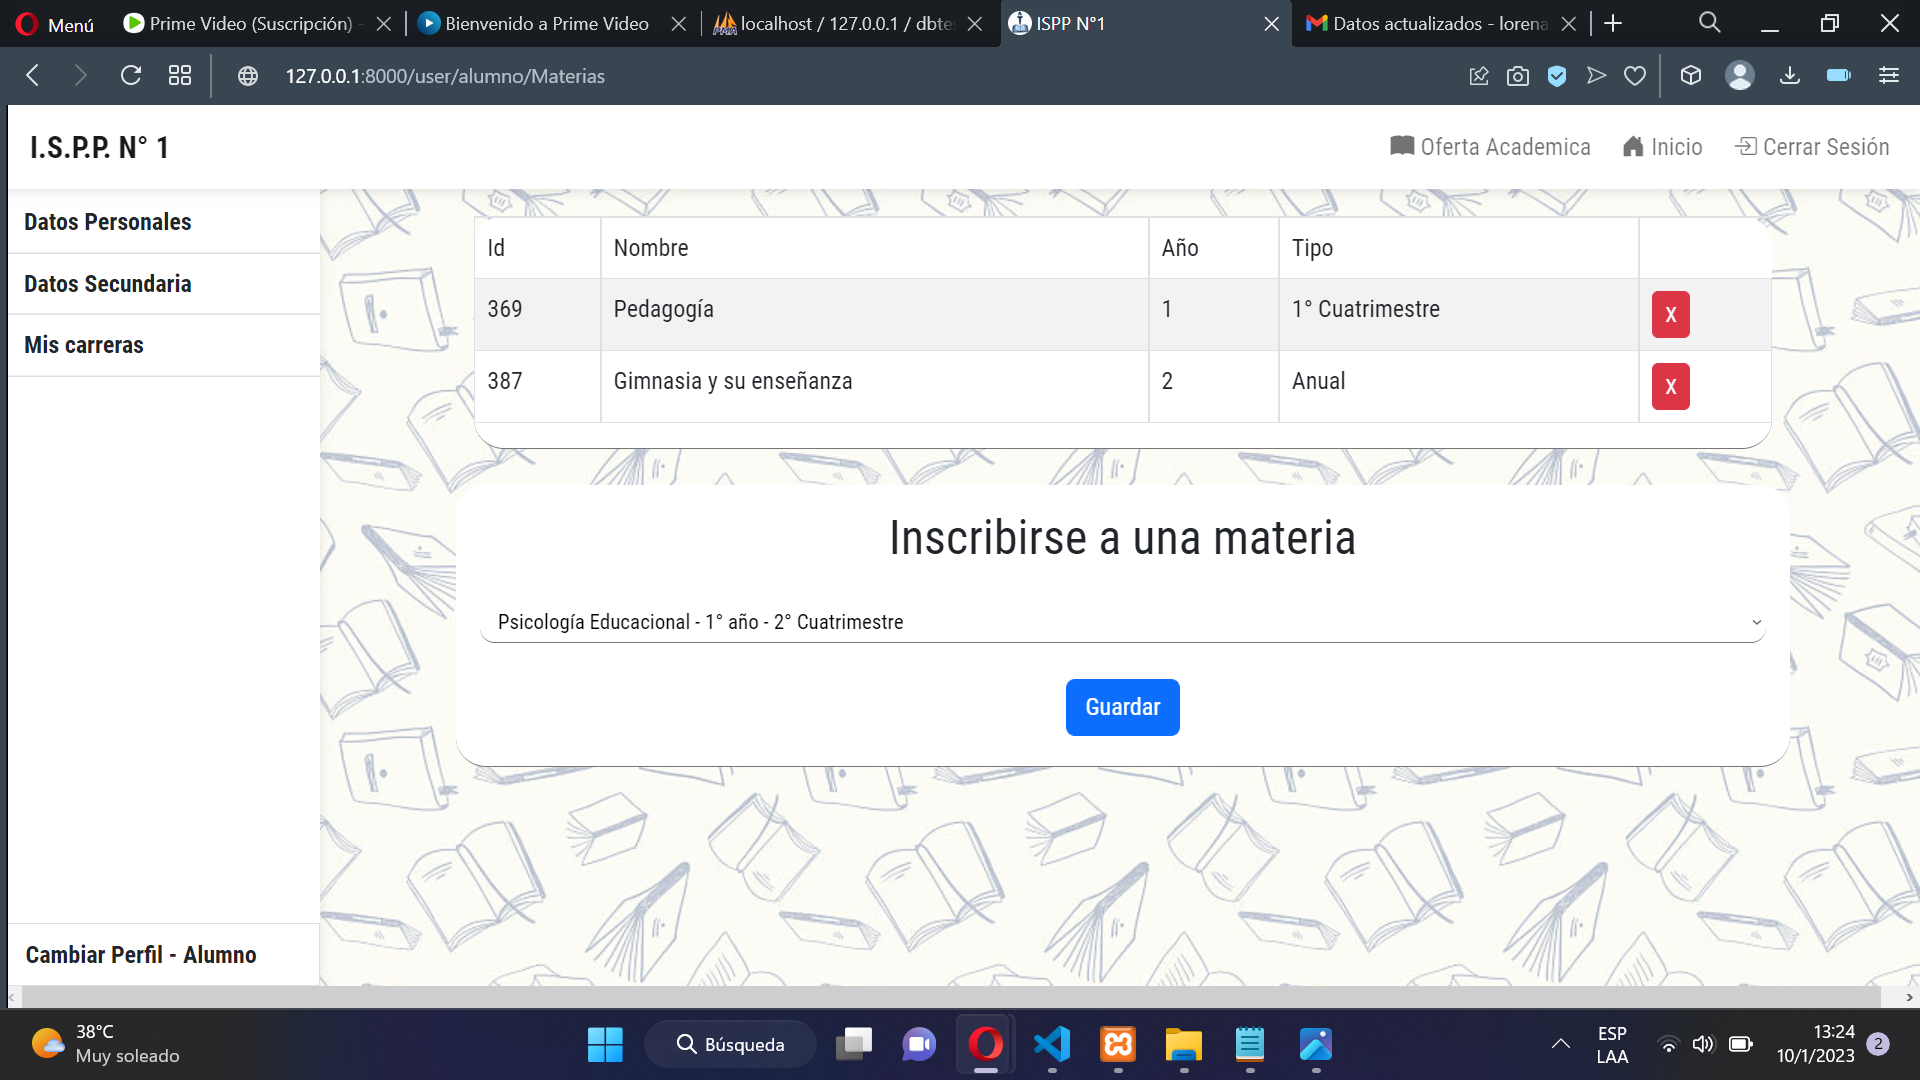 Menú
Prime Video (Suscripción) -
Bienvenido a Prime Video
localhost / 127.0.0.1 / dbte
ISPP N°1
Datos actualizados - lorena
127.0.0.1:8000/user/alumno/Materias
I.S.P.P. N° 1
Oferta Academica
Inicio
Cerrar Sesión
Datos Personales
Datos Secundaria
Mis carreras
Cambiar Perfil - Alumno
Id Nombre Año Tipo
369 Pedagogía 1 1° Cuatrimestre X
387 Gimnasia y su enseñanza 2 Anual X
Inscribirse a una materia
Psicología Educacional - 1° año - 2° Cuatrimestre
Guardar
38°C
Muy soleado
Búsqueda
ESP
LAA
13:24
10/1/2023
2